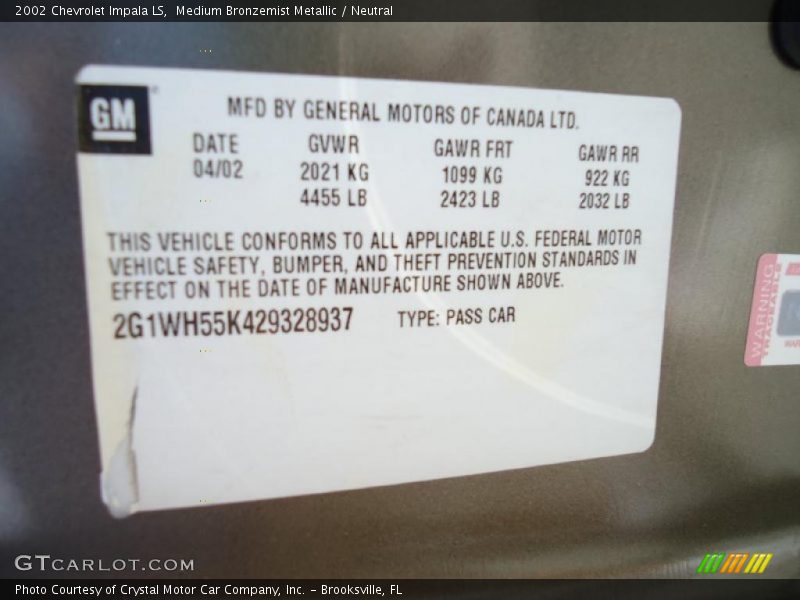 2002 Chevrolet Impala LS, Medium Bronzemist Metallic / Neutral
GM
MFD BY GENERAL MOTORS OF CANADA LTD.
DATE GVWR GAWR FRT GAWR RR
04/02 2021 KG 1099 KG 922 KG
4455 LB 2423 LB 2032 LB
THIS VEHICLE CONFORMS TO ALL APPLICABLE U.S. FEDERAL MOTOR
VEHICLE SAFETY, BUMPER, AND THEFT PREVENTION STANDARDS IN
EFFECT ON THE DATE OF MANUFACTURE SHOWN ABOVE.
2G1WH55K429328937 TYPE: PASS CAR
WARNING
GTCARLOT.COM
Photo Courtesy of Crystal Motor Car Company, Inc. – Brooksville, FL